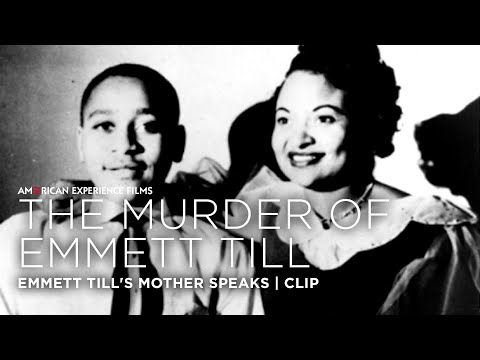 AMERICAN EXPERIENCE FILMS
THE MURDER OF
EMMETT TILL
EMMETT TILL'S MOTHER SPEAKS | CLIP